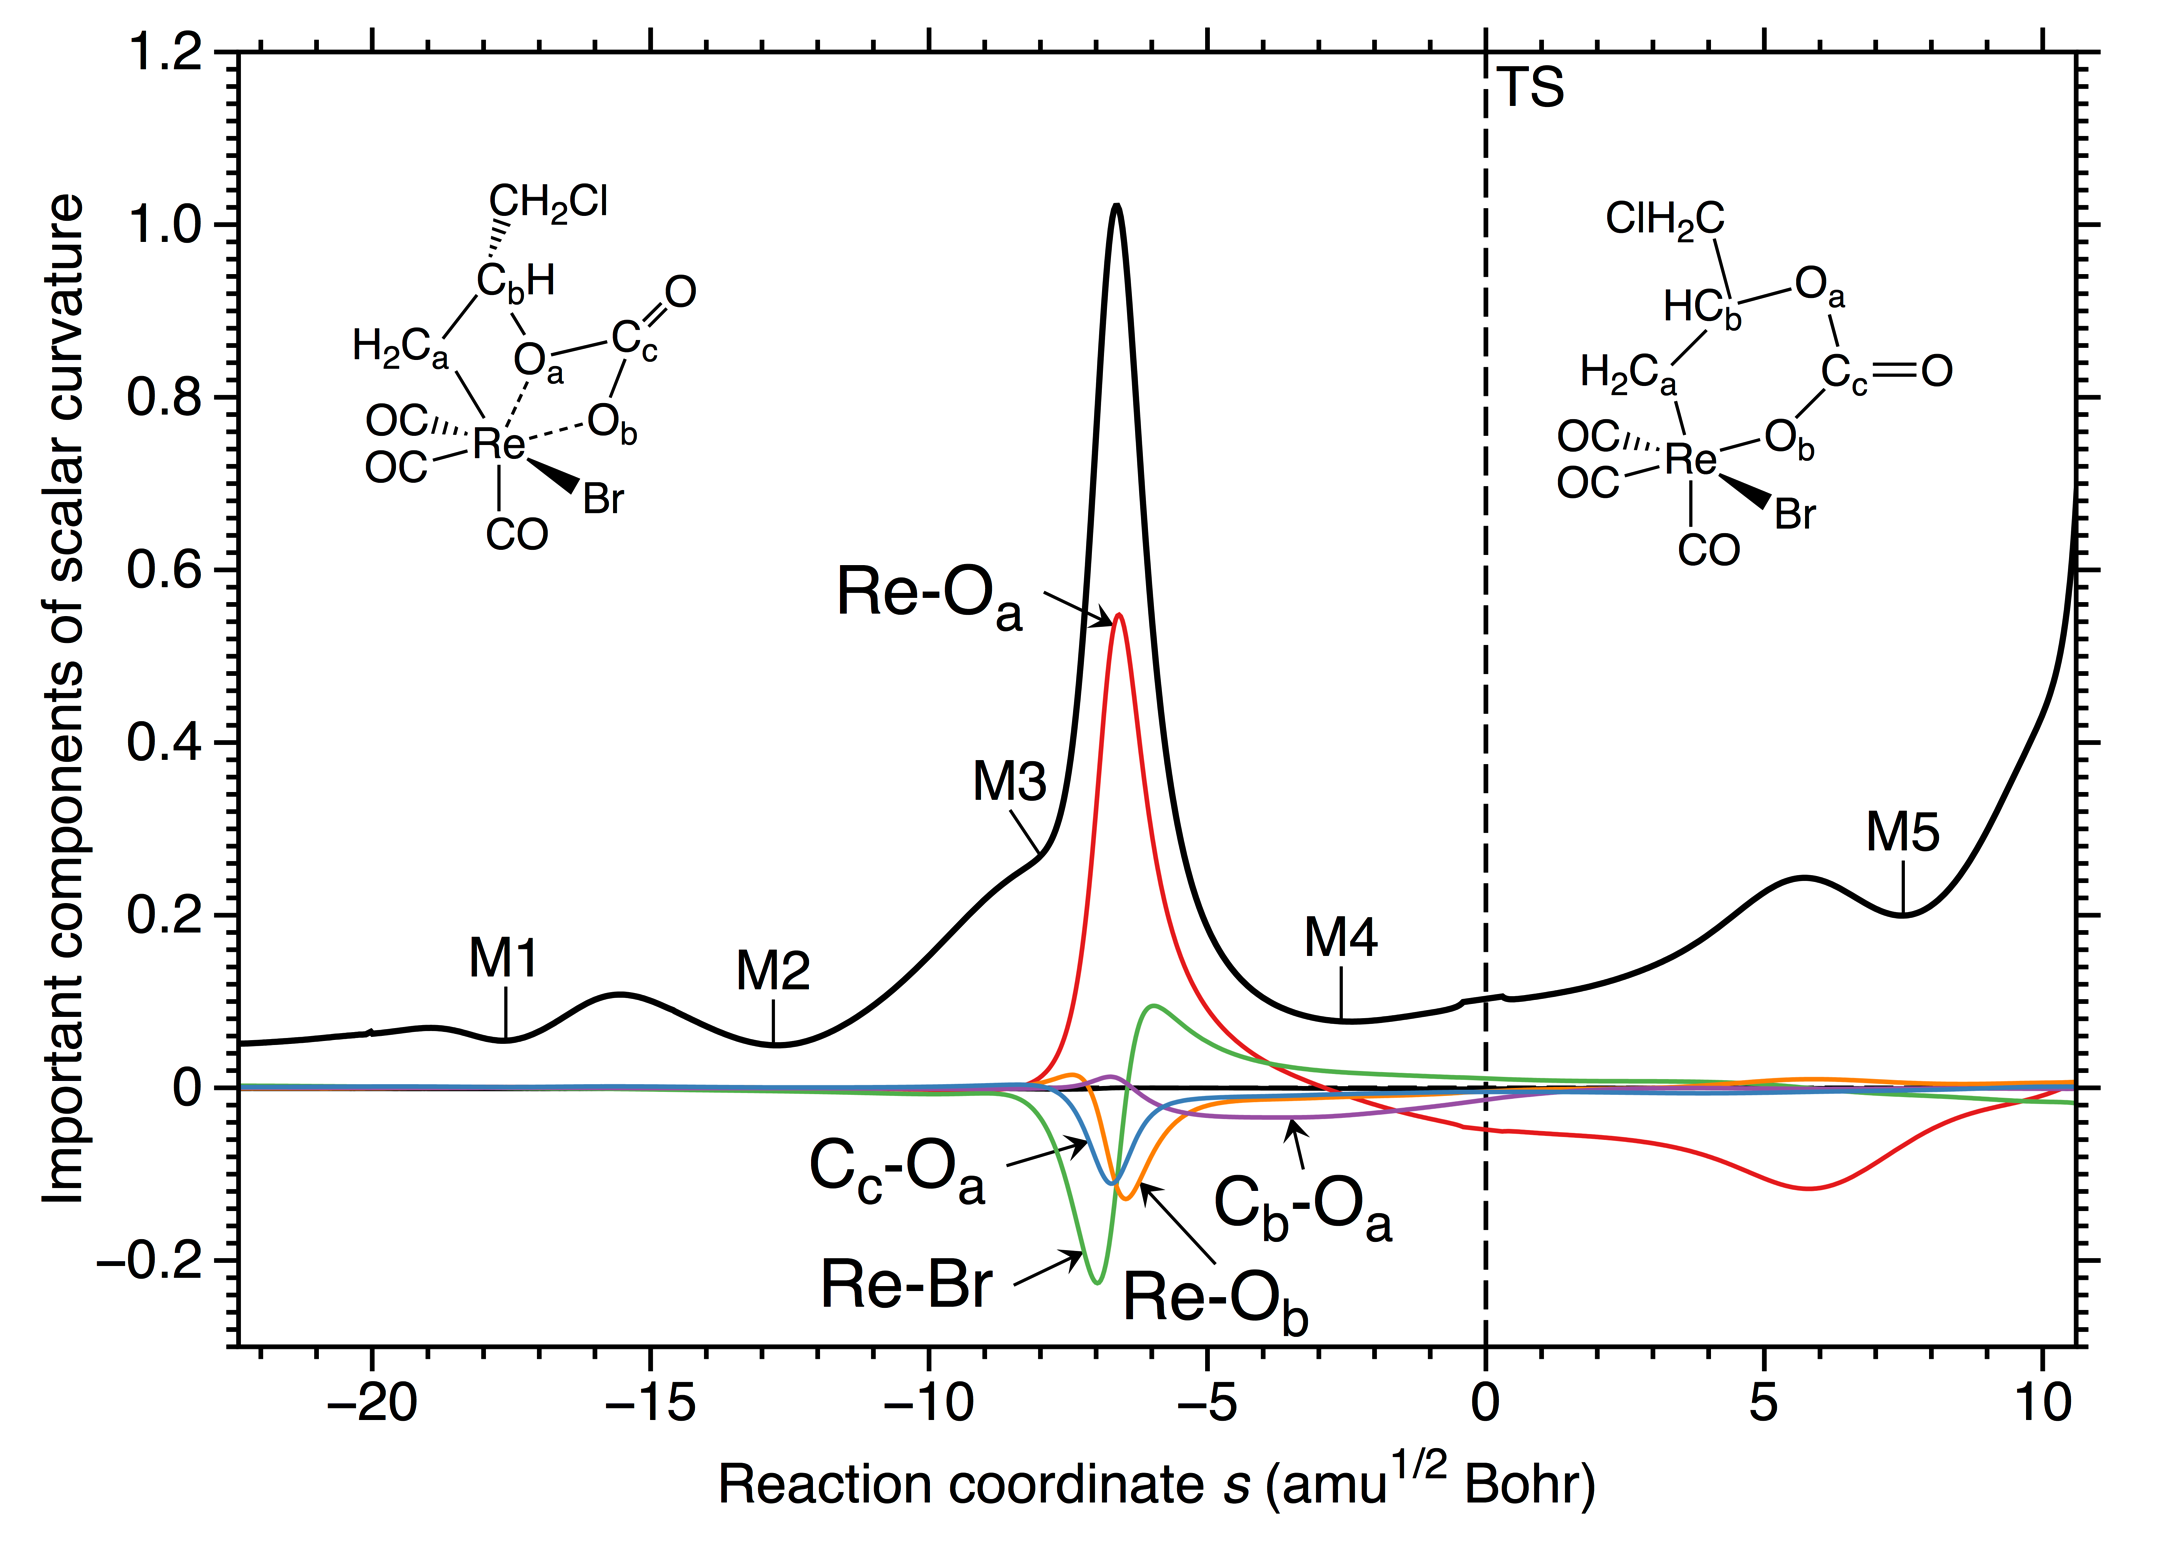 Important components of scalar curvature
1.2
1.0
0.8
0.6
0.4
0.2
0
−0.2
TS
CH2Cl
CbH
O
H2Ca
Oa
Cc
OC
Ob
Re
OC
Br
CO
ClH2C
Oa
HCb
H2Ca
Cc
O
OC
Ob
Re
OC
Br
CO
Re-Oa
M3
M1
M2
M4
M5
Cc-Oa
Cb-Oa
Re-Br
Re-Ob
−20
−15
−10
−5
0
5
10
Reaction coordinate s (amu1/2 Bohr)